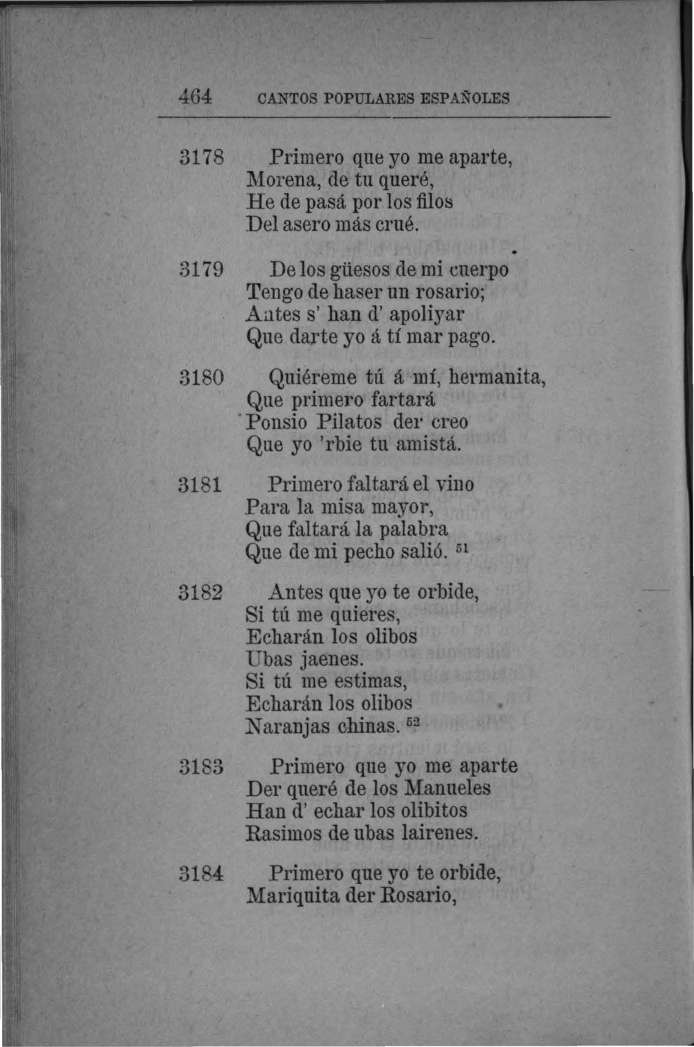 464 CANTOS POPULARES ESPAÑOLES
3178 Primero que yo me aparte,
Morena, de tu queré,
He de pasá por los filos
Del asero más crué.
3179 De los güesos de mi cuerpo
Tengo de haser un rosario;
Antes s' han d' apoliyar
Que darte yo á tí mar pago.
3180 Quiéreme tú á mí, hermanita,
Que primero fartará
Ponsio Pilatos der creo
Que yo 'rbie tu amistá.
3181 Primero faltará el vino
Para la misa mayor,
Que faltará la palabra
Que de mi pecho salió. 51
3182 Antes que yo te orbide,
Si tú me quieres,
Echarán los olibos
Ubas jaenes.
Si tú me estimas,
Echarán los olibos
Naranjas chinas. 52
3183 Primero que yo me aparte
Der queré de los Manueles
Han d' echar los olibitos
Rasimos de ubas lairenes.
3184 Primero que yo te orbide,
Mariquita der Rosario,